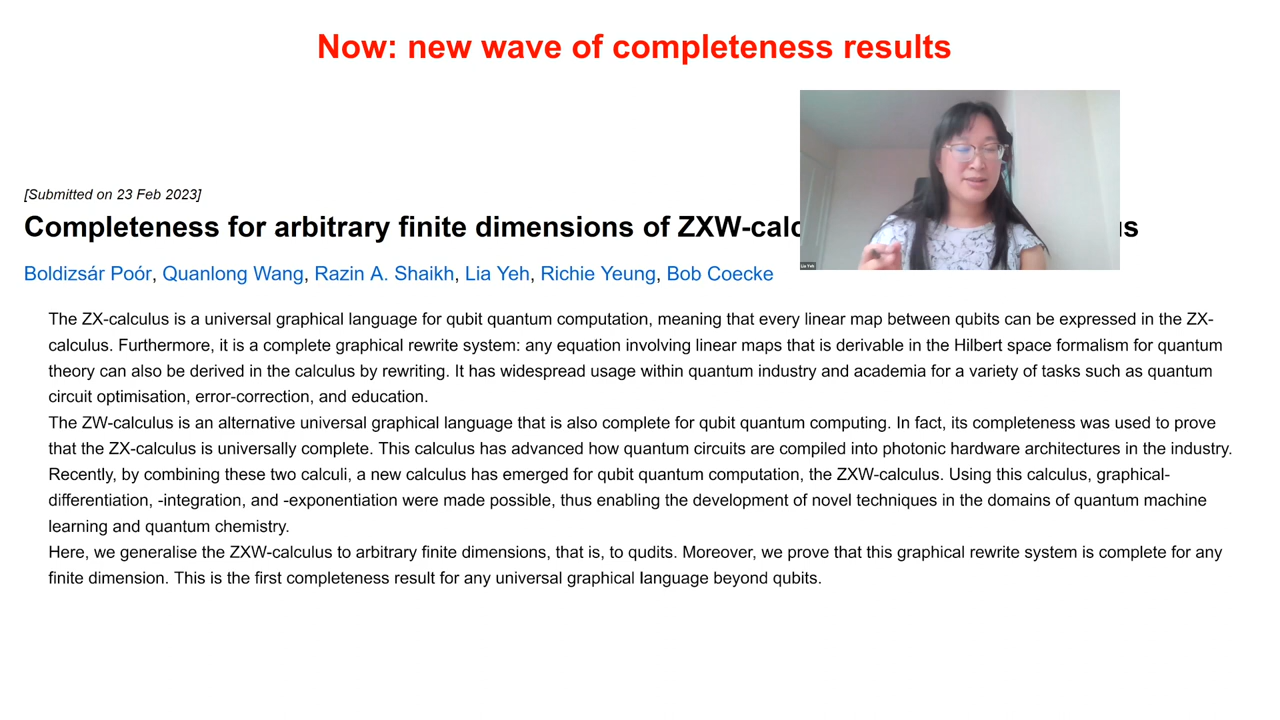 Now: new wave of completeness results
[Submitted on 23 Feb 2023]
Completeness for arbitrary finite dimensions of ZXW-calc s
Boldizsár Poór, Quanlong Wang, Razin A. Shaikh, Lia Yeh, Richie Yeung, Bob Coecke
Lia Yeh
The ZX-calculus is a universal graphical language for qubit quantum computation, meaning that every linear map between qubits can be expressed in the ZX-
calculus. Furthermore, it is a complete graphical rewrite system: any equation involving linear maps that is derivable in the Hilbert space formalism for quantum
theory can also be derived in the calculus by rewriting. It has widespread usage within quantum industry and academia for a variety of tasks such as quantum
circuit optimisation, error-correction, and education.
The ZW-calculus is an alternative universal graphical language that is also complete for qubit quantum computing. In fact, its completeness was used to prove
that the ZX-calculus is universally complete. This calculus has advanced how quantum circuits are compiled into photonic hardware architectures in the industry.
Recently, by combining these two calculi, a new calculus has emerged for qubit quantum computation, the ZXW-calculus. Using this calculus, graphical-
differentiation, -integration, and -exponentiation were made possible, thus enabling the development of novel techniques in the domains of quantum machine
learning and quantum chemistry.
Here, we generalise the ZXW-calculus to arbitrary finite dimensions, that is, to qudits. Moreover, we prove that this graphical rewrite system is complete for any
finite dimension. This is the first completeness result for any universal graphical language beyond qubits.